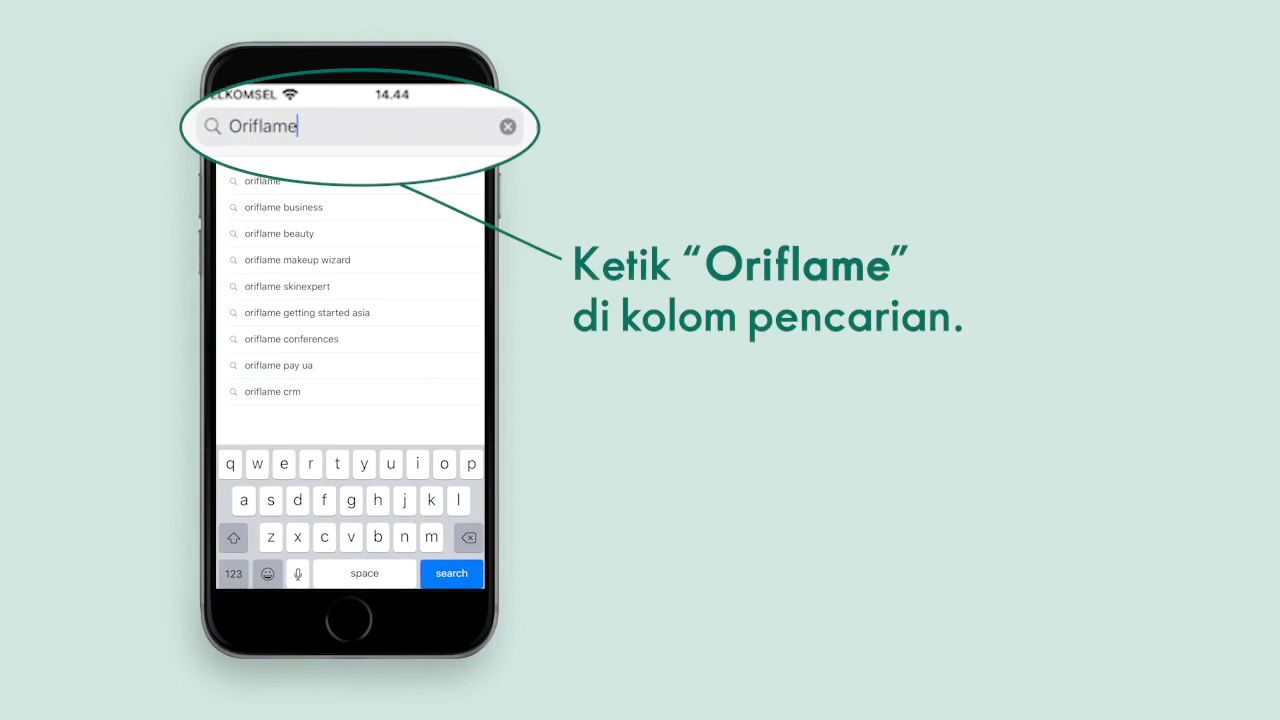 14.44
Oriflame
oriflame
oriflame business
oriflame beauty
oriflame makeup wizard
oriflame skinexpert
oriflame getting started asia
oriflame conferences
oriflame pay ua
oriflame crm
q w e r t y u i o p
a s d f g h j k l
z x c v b n m
123 space search
Ketik “Oriflame”
di kolom pencarian.